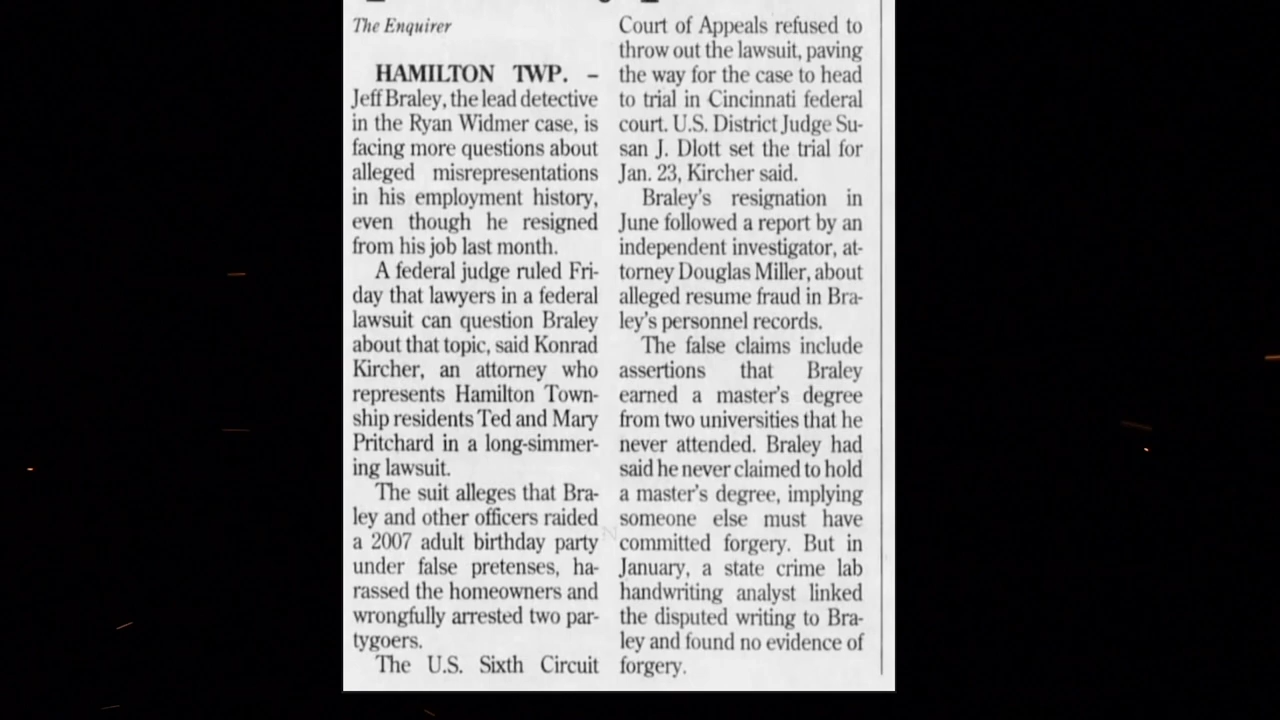 The Enquirer
HAMILTON TWP. –
Jeff Braley, the lead detective
in the Ryan Widmer case, is
facing more questions about
alleged misrepresentations
in his employment history,
even though he resigned
from his job last month.
A federal judge ruled Fri-
day that lawyers in a federal
lawsuit can question Braley
about that topic, said Konrad
Kircher, an attorney who
represents Hamilton Town-
ship residents Ted and Mary
Pritchard in a long-simmer-
ing lawsuit.
The suit alleges that Bra-
ley and other officers raided
a 2007 adult birthday party
under false pretenses, ha-
rassed the homeowners and
wrongfully arrested two par-
tygoers.
The U.S. Sixth Circuit
Court of Appeals refused to
throw out the lawsuit, paving
the way for the case to head
to trial in Cincinnati federal
court. U.S. District Judge Su-
san J. Dlott set the trial for
Jan. 23, Kircher said.
Braley's resignation in
June followed a report by an
independent investigator, at-
torney Douglas Miller, about
alleged resume fraud in Bra-
ley's personnel records.
The false claims include
assertions that Braley
earned a master's degree
from two universities that he
never attended. Braley had
said he never claimed to hold
a master's degree, implying
someone else must have
committed forgery. But in
January, a state crime lab
handwriting analyst linked
the disputed writing to Bra-
ley and found no evidence of
forgery.